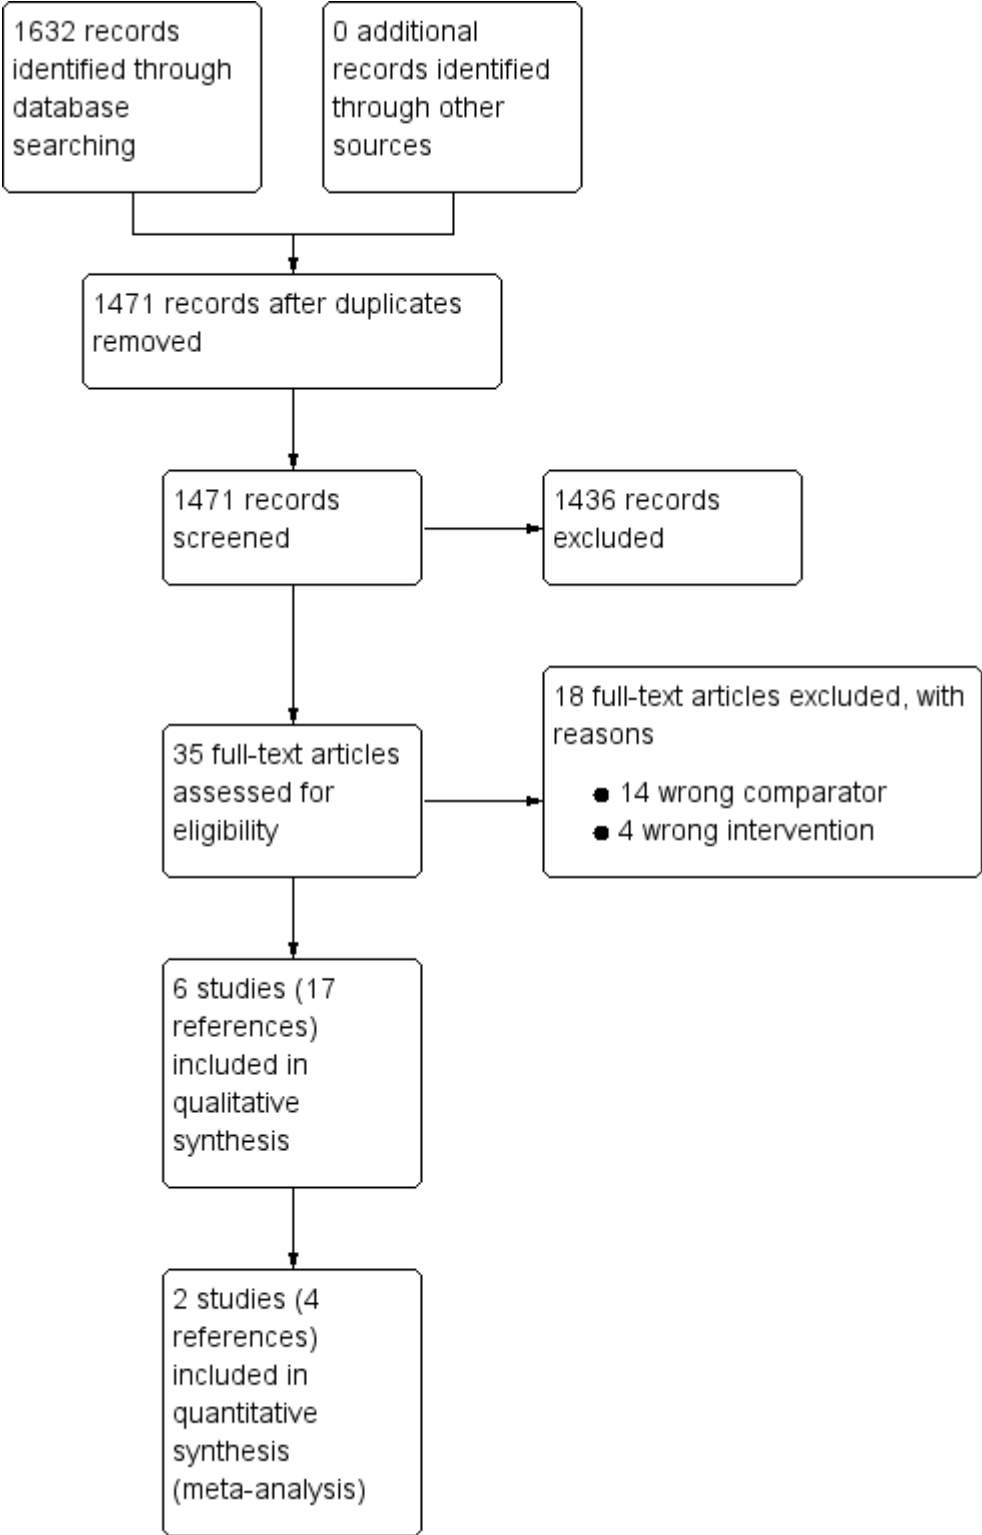 1632 records
identified through
database
searching
0 additional
records identified
through other
sources
1471 records after duplicates
removed
1471 records
screened
1436 records
excluded
35 full-text articles
assessed for
eligibility
18 full-text articles excluded, with
reasons
● 14 wrong comparator
● 4 wrong intervention
6 studies (17
references)
included in
qualitative
synthesis
2 studies (4
references)
included in
quantitative
synthesis
(meta-analysis)